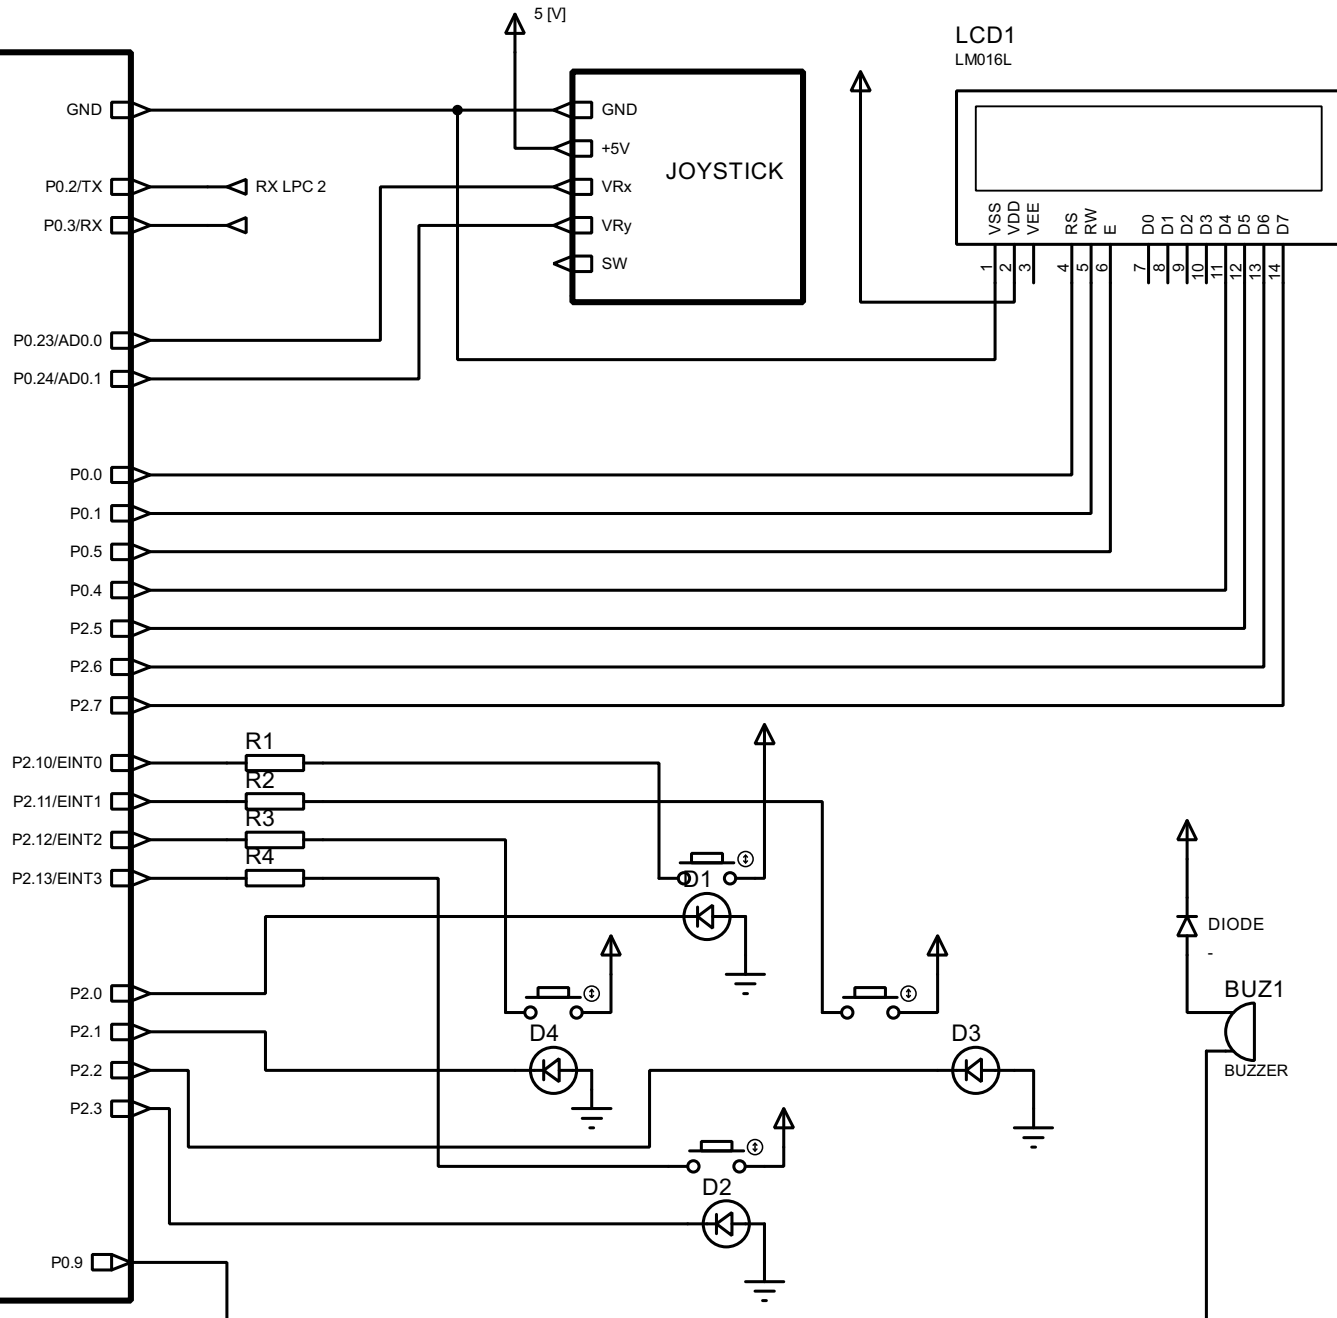 5 [V]
LCD1
LM016L
GND
P0.2/TX
RX LPC 2
P0.3/RX
P0.23/AD0.0
P0.24/AD0.1
P0.0
P0.1
P0.5
P0.4
P2.5
P2.6
P2.7
P2.10/EINT0
P2.11/EINT1
P2.12/EINT2
P2.13/EINT3
P2.0
P2.1
P2.2
P2.3
P0.9
GND
+5V
VRx
VRy
SW
JOYSTICK
VSS
VDD
VEE
RS
RW
E
D0
D1
D2
D3
D4
D5
D6
D7
1
2
3
4
5
6
7
8
9
10
11
12
13
14
R1
R2
R3
R4
D1
D4
D3
D2
DIODE
-
BUZ1
BUZZER